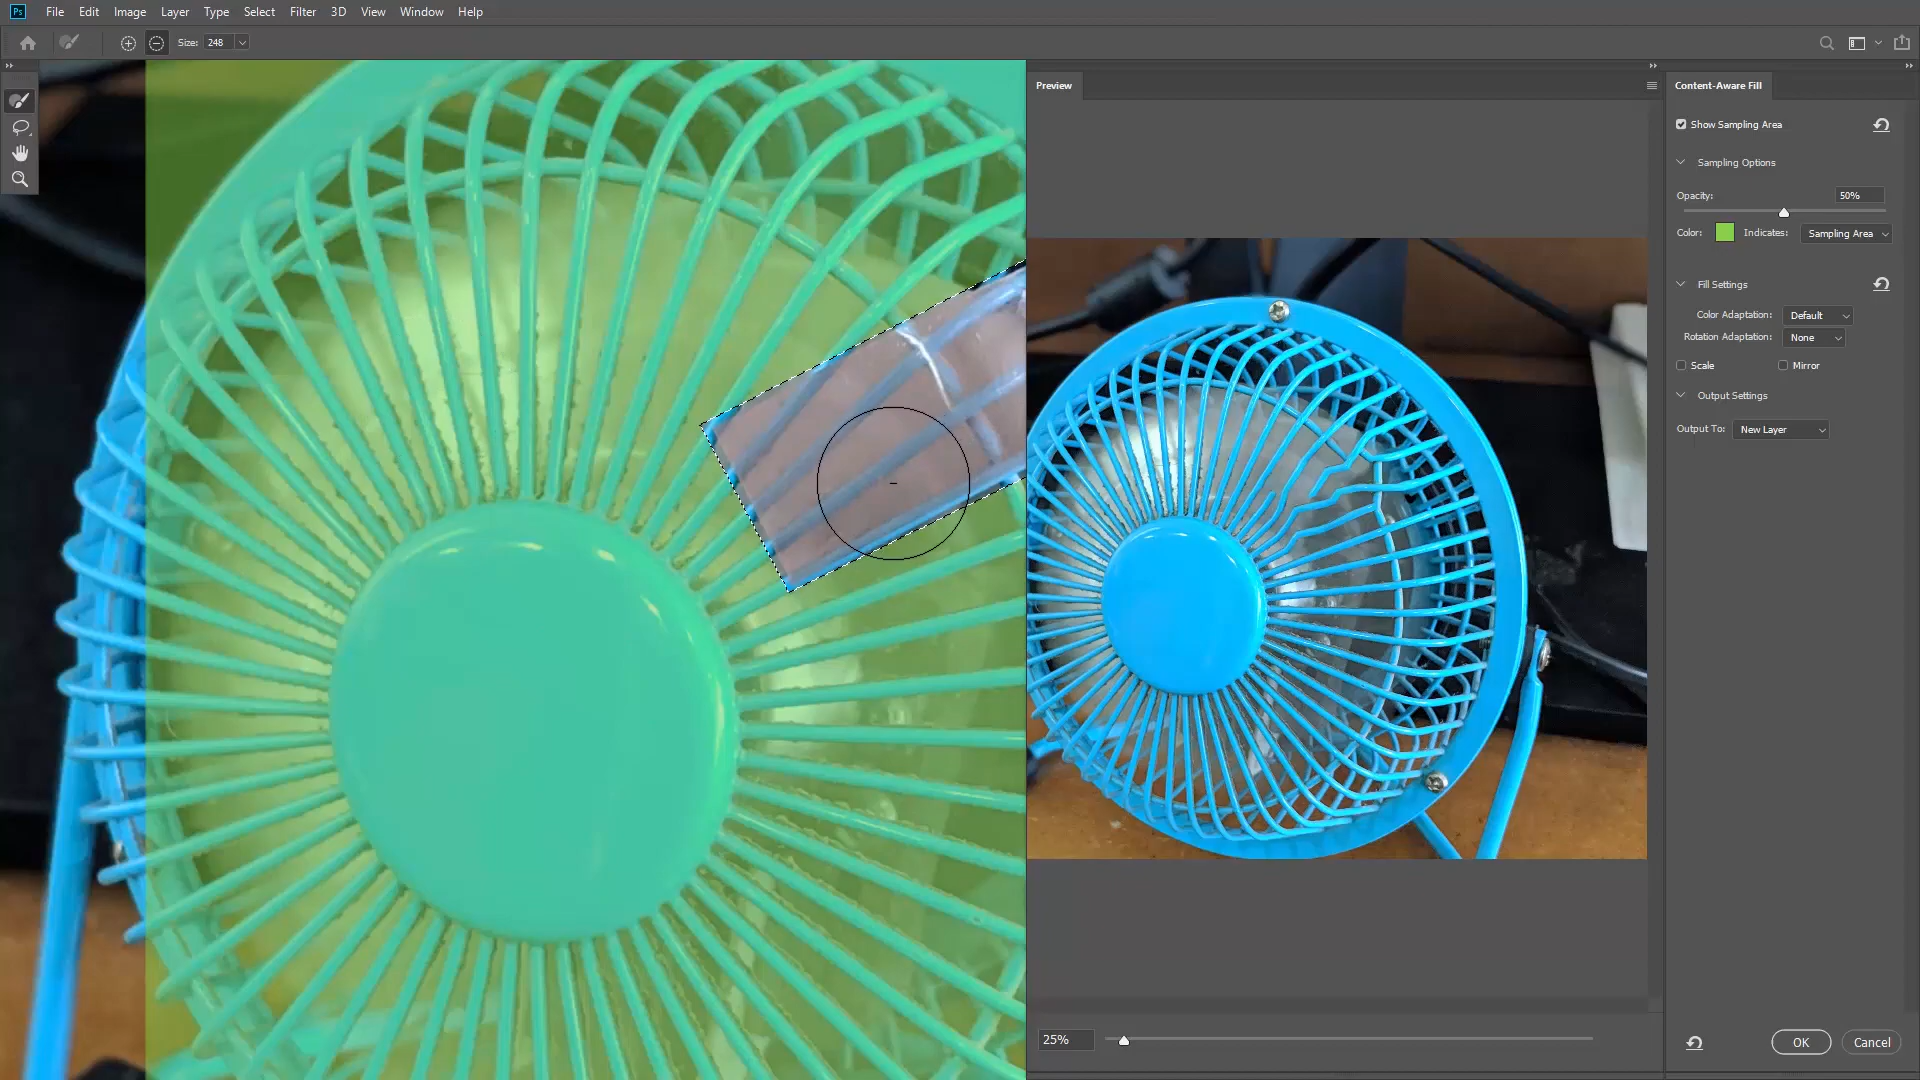 Ps File Edit Image Layer Type Select Filter 3D View Window Help
Size: 248
Preview
Content-Aware Fill
Show Sampling Area
Sampling Options
Opacity: 50%
Color: Indicates: Sampling Area
Fill Settings
Color Adaptation: Default
Rotation Adaptation: None
Scale Mirror
Output Settings
Output To: New Layer
25%
OK Cancel